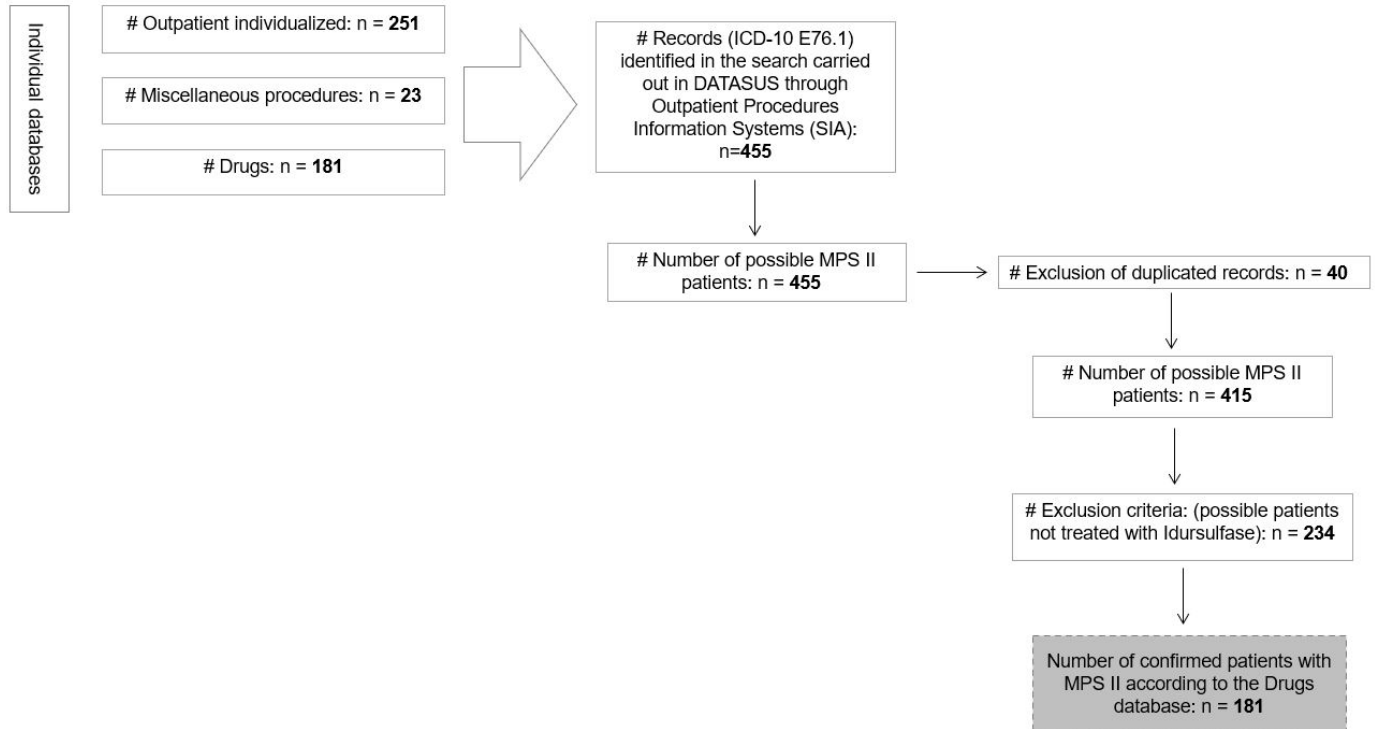 Individual databases
# Outpatient individualized: n = 251
# Miscellaneous procedures: n = 23
# Drugs: n = 181
# Records (ICD-10 E76.1)
identified in the search carried
out in DATASUS through
Outpatient Procedures
Information Systems (SIA):
n=455
# Number of possible MPS II
patients: n = 455
# Exclusion of duplicated records: n = 40
# Number of possible MPS II
patients: n = 415
# Exclusion criteria: (possible patients
not treated with Idursulfase): n = 234
Number of confirmed patients with
MPS II according to the Drugs
database: n = 181